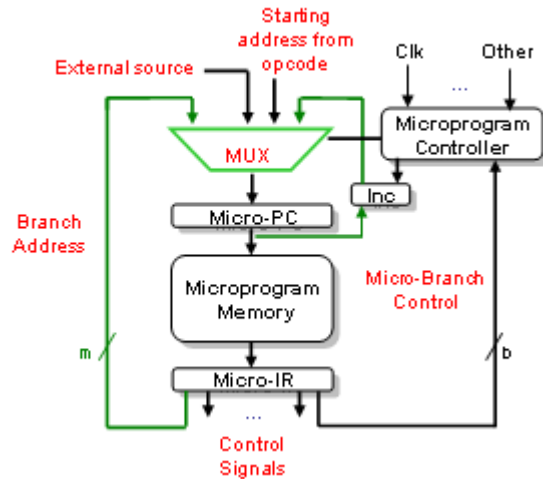 Starting
address from
opcode
External source
Clk
Other
...
Microprogram
Controller
MUX
Inc
Micro-PC
Branch
Address
Microprogram
Memory
Micro-Branch
Control
m
b
Micro-IR
...
Control
Signals